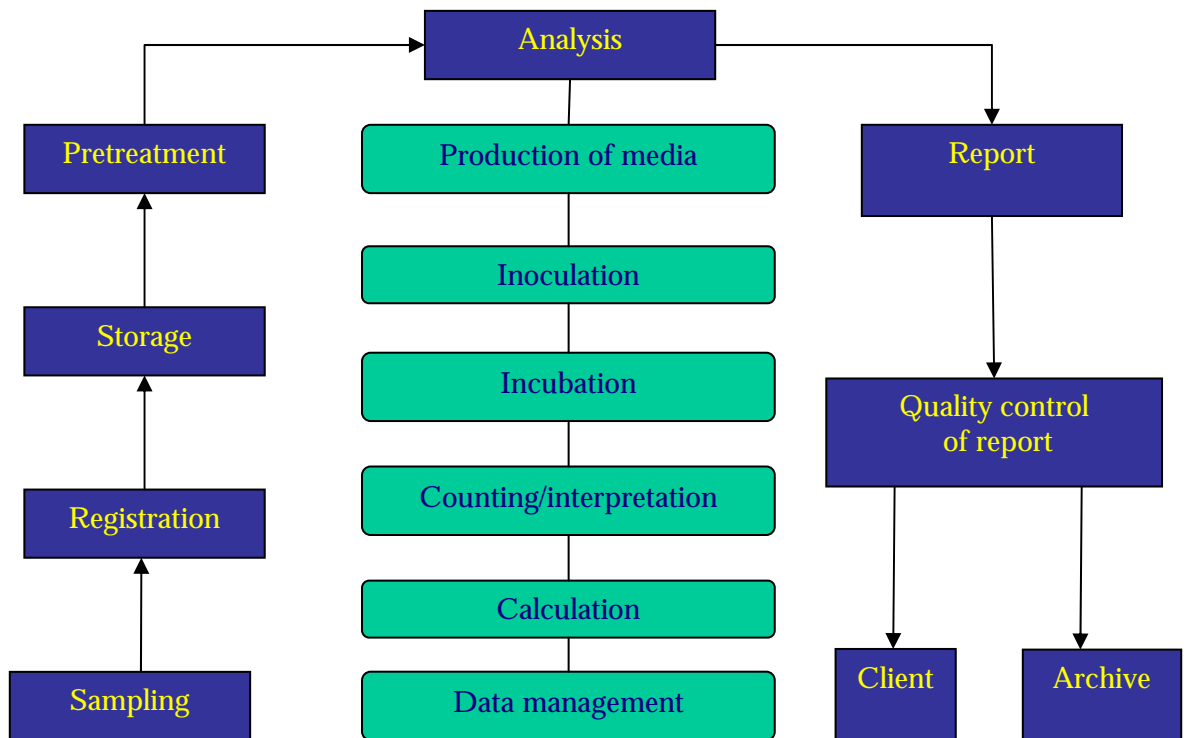 Analysis
Pretreatment
Production of media
Report
Inoculation
Storage
Incubation
Quality control
of report
Counting/interpretation
Registration
Calculation
Sampling
Data management
Client
Archive